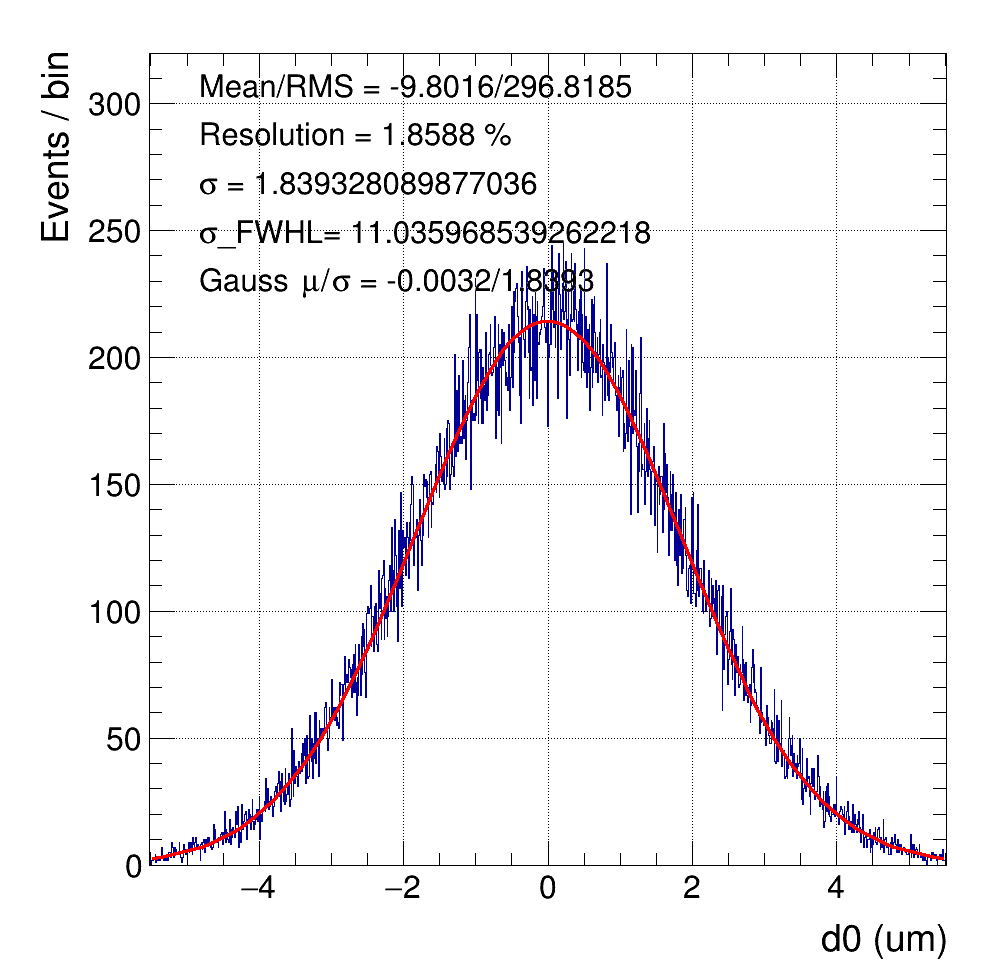 Events / bin
300
250
200
150
100
50
0
Mean/RMS = -9.8016/296.8185
Resolution = 1.8588 %
σ = 1.839328089877036
σ_FWHL= 11.035968539262218
Gauss μ/σ = -0.0032/1.8393
−4 −2 0 2 4
d0 (um)